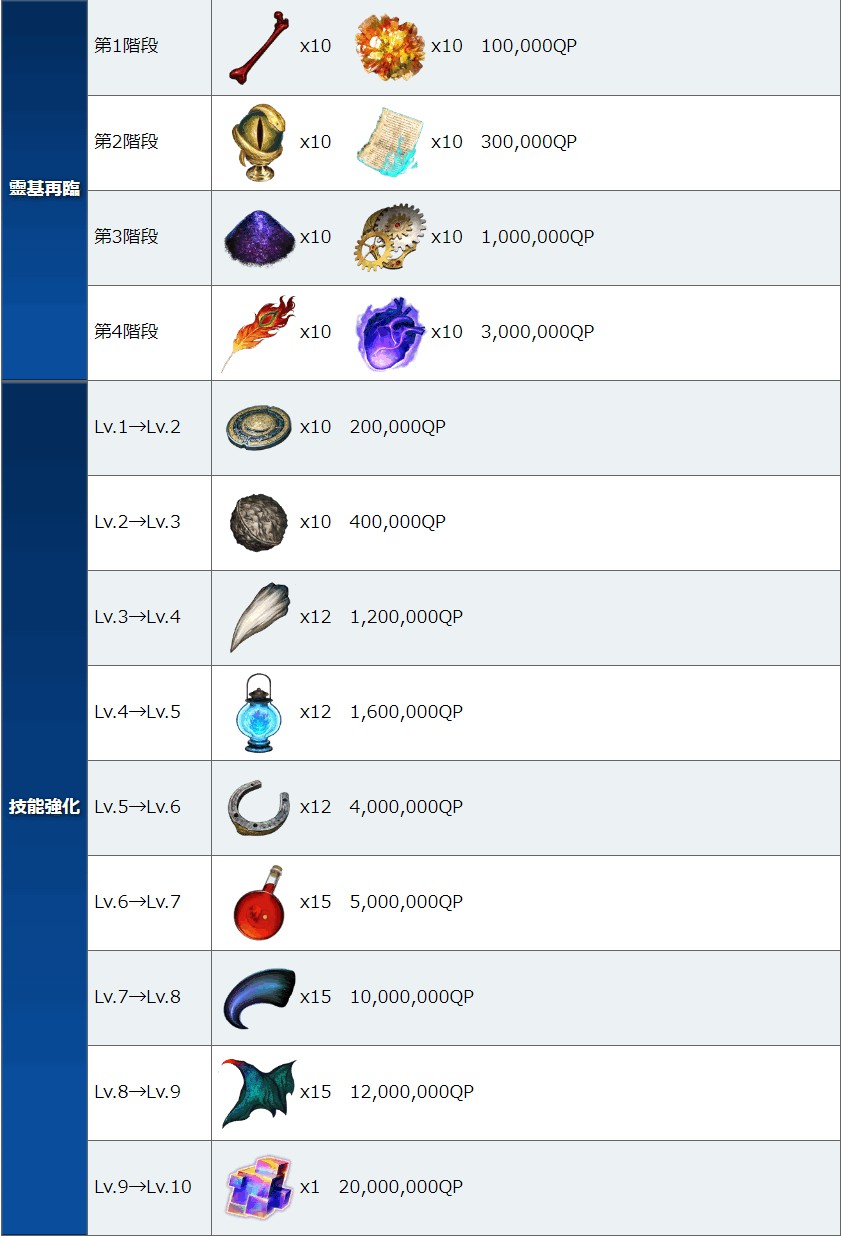 靈基再臨
第1階段 x10 x10 100,000QP
第2階段 x10 x10 300,000QP
第3階段 x10 x10 1,000,000QP
第4階段 x10 x10 3,000,000QP
技能強化
Lv.1→Lv.2 x10 200,000QP
Lv.2→Lv.3 x10 400,000QP
Lv.3→Lv.4 x12 1,200,000QP
Lv.4→Lv.5 x12 1,600,000QP
Lv.5→Lv.6 x12 4,000,000QP
Lv.6→Lv.7 x15 5,000,000QP
Lv.7→Lv.8 x15 10,000,000QP
Lv.8→Lv.9 x15 12,000,000QP
Lv.9→Lv.10 x1 20,000,000QP